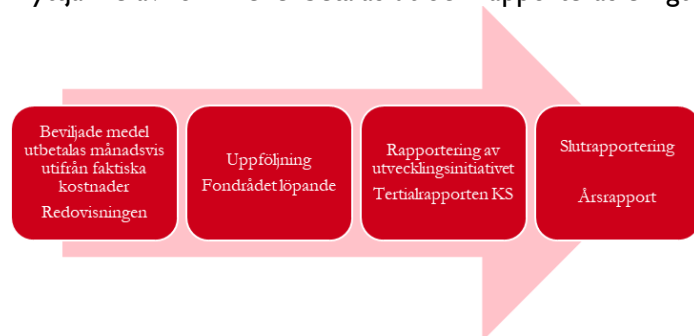 Beviljade medel
utbetalas månadsvis
utifrån faktiska
kostnader
Redovisningen
Uppföljning
Fondrådet löpande
Rapportering av
utvecklingsinitiativet
Tertialrapporten KS
Slutrapportering
Årsrapport